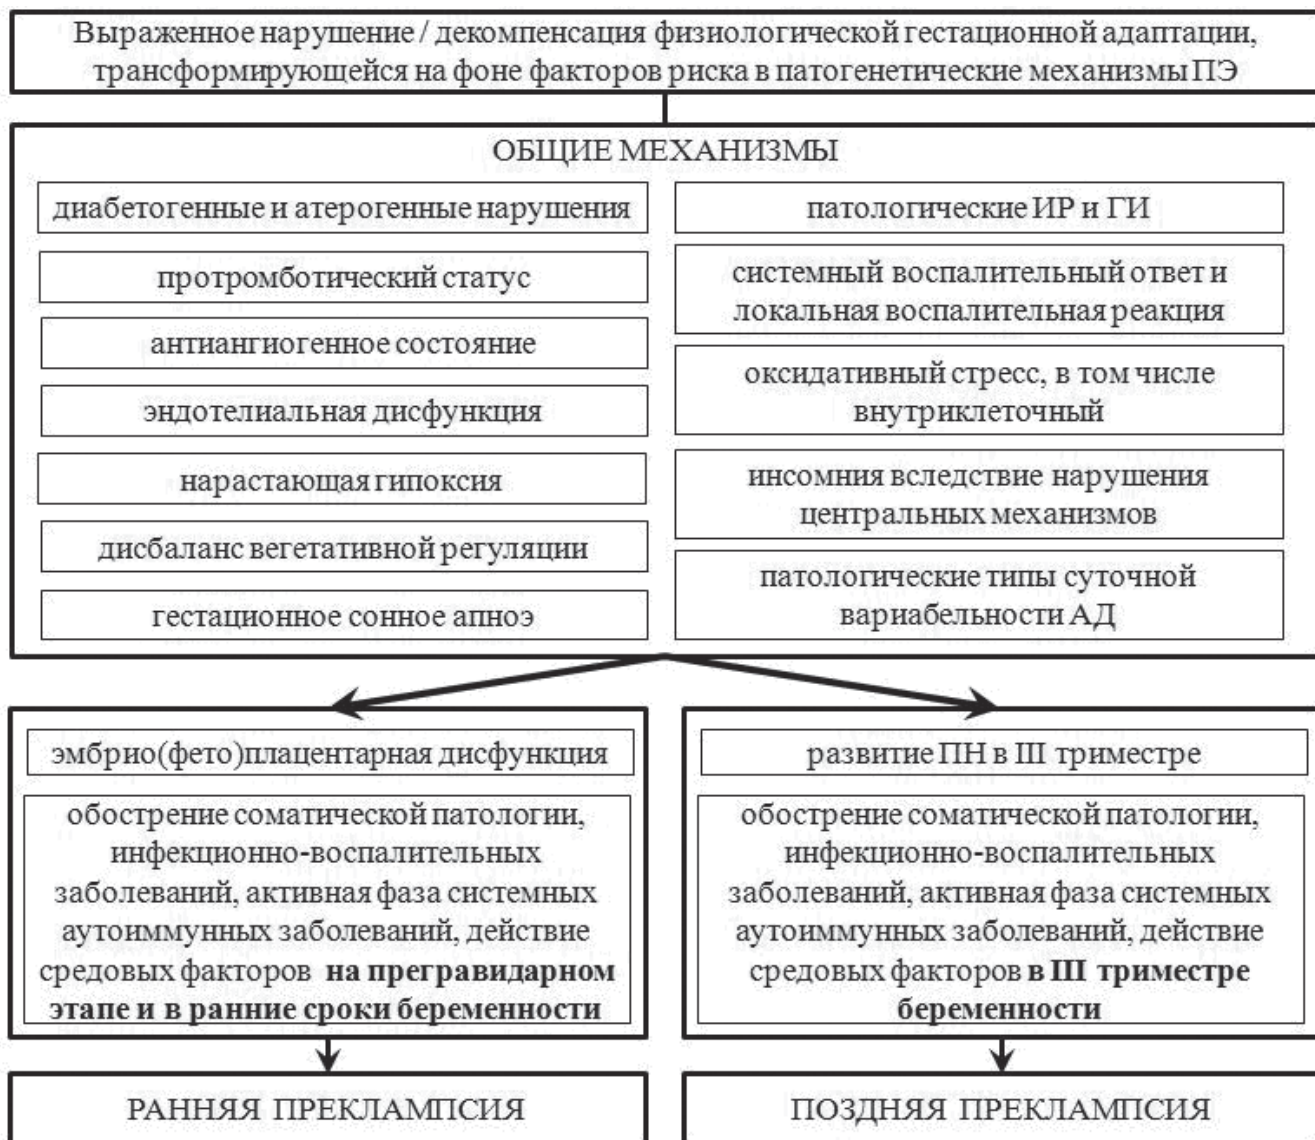 Выраженное нарушение / декомпенсация физиологической гестационной адаптации,
трансформирующейся на фоне факторов риска в патогенетические механизмы ПЭ
ОБЩИЕ МЕХАНИЗМЫ
диабетогенные и атерогенные нарушения
протромботический статус
антиангиогенное состояние
эндотелиальная дисфункция
нарастающая гипоксия
дисбаланс вегетативной регуляции
гестационное сонное апноэ
патологические ИР и ГИ
системный воспалительный ответ и
локальная воспалительная реакция
оксидативный стресс, в том числе
внутриклеточный
инсомния вследствие нарушения
центральных механизмов
патологические типы суточной
вариабельности АД
эмбрио(фето)плацентарная дисфункция
обострение соматической патологии,
инфекционно-воспалительных
заболеваний, активная фаза системных
аутоиммунных заболеваний, действие
средовых факторов на прегравидарном
этапе и в ранние сроки беременности
РАННЯЯ ПРЕКЛАМПСИЯ
развитие ПН в III триместре
обострение соматической патологии,
инфекционно-воспалительных
заболеваний, активная фаза системных
аутоиммунных заболеваний, действие
средовых факторов в III триместре
беременности
ПОЗДНЯЯ ПРЕКЛАМПСИЯ